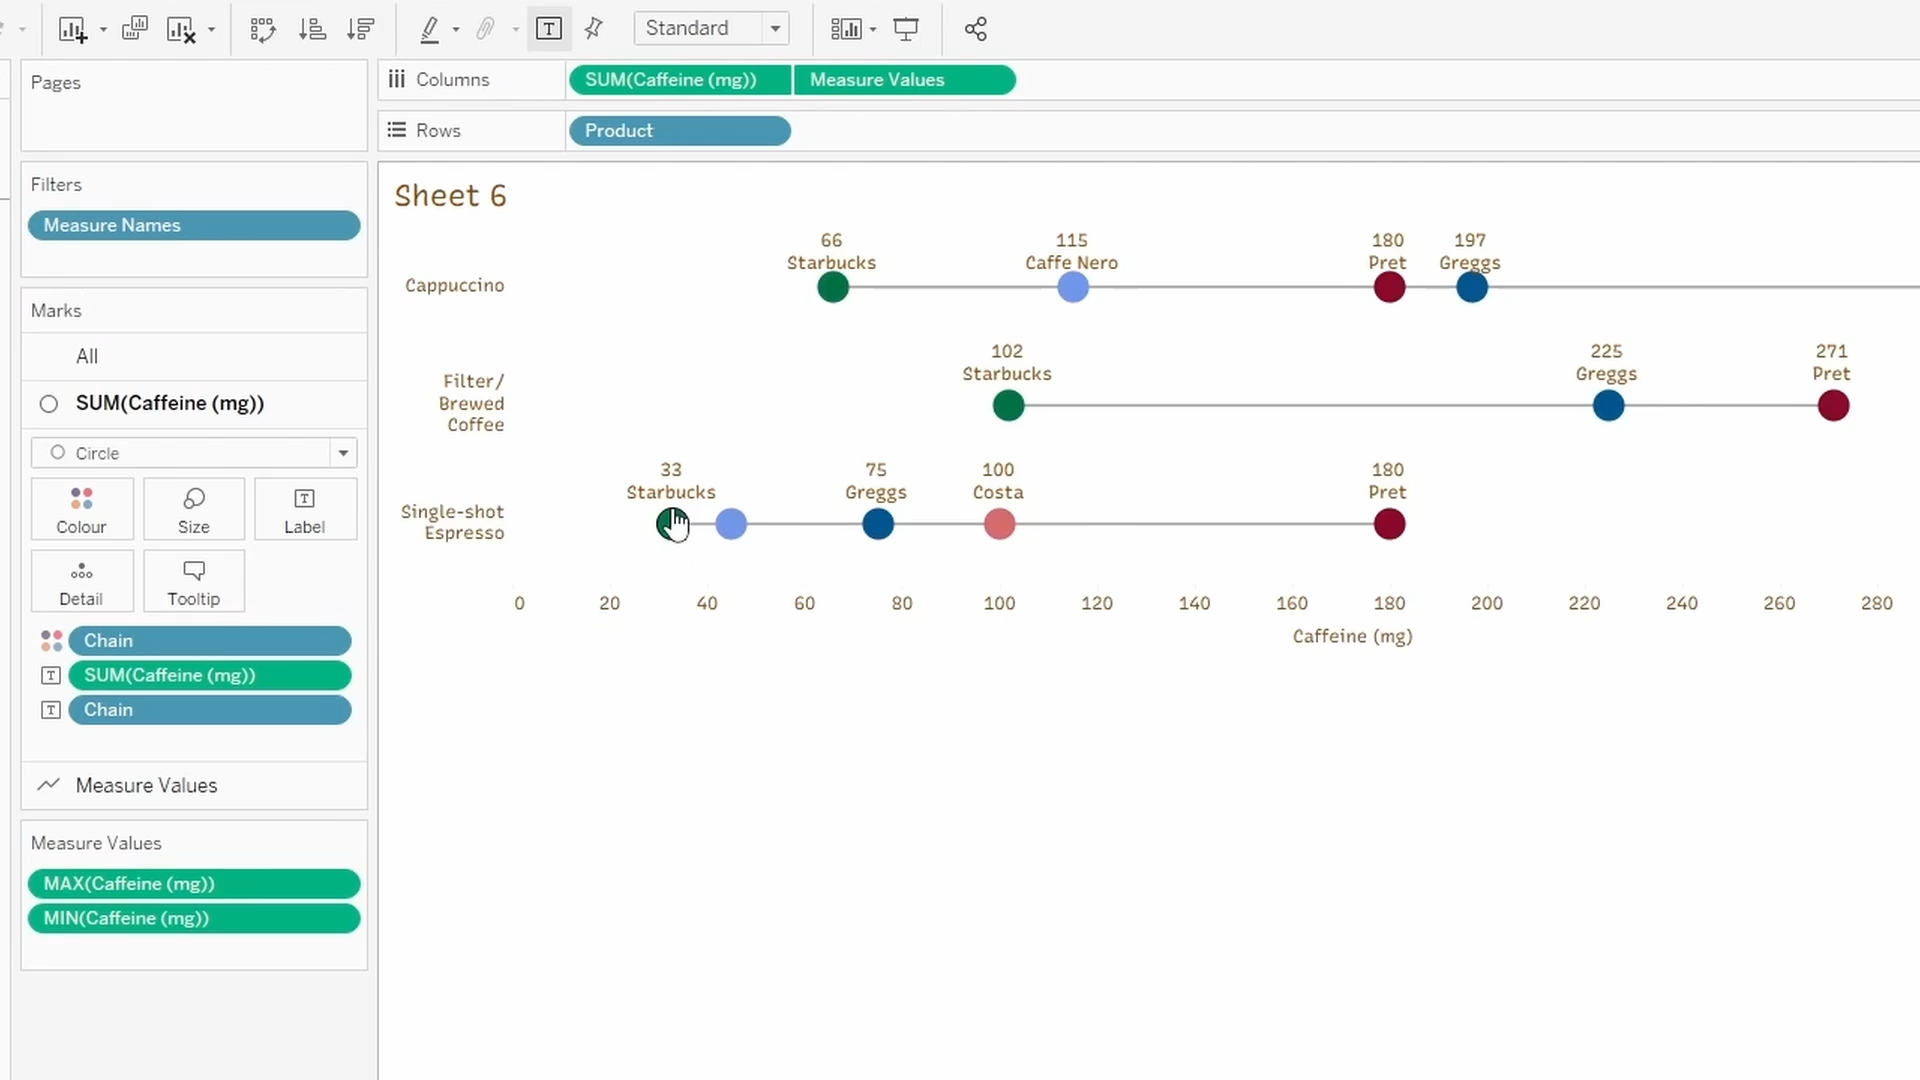 Standard
Pages
Columns
SUM(Caffeine (mg))
Measure Values
Rows
Product
Filters
Measure Names
Marks
All
SUM(Caffeine (mg))
Circle
Colour
Size
Label
Detail
Tooltip
Chain
SUM(Caffeine (mg))
Chain
Measure Values
Measure Values
MAX(Caffeine (mg))
MIN(Caffeine (mg))
Sheet 6
Cappuccino
66
Starbucks
115
Caffe Nero
180
Pret
197
Greggs
Filter/
Brewed
Coffee
102
Starbucks
225
Greggs
271
Pret
Single-shot
Espresso
33
Starbucks
75
Greggs
100
Costa
180
Pret
0 20 40 60 80 100 120 140 160 180 200 220 240 260 280
Caffeine (mg)